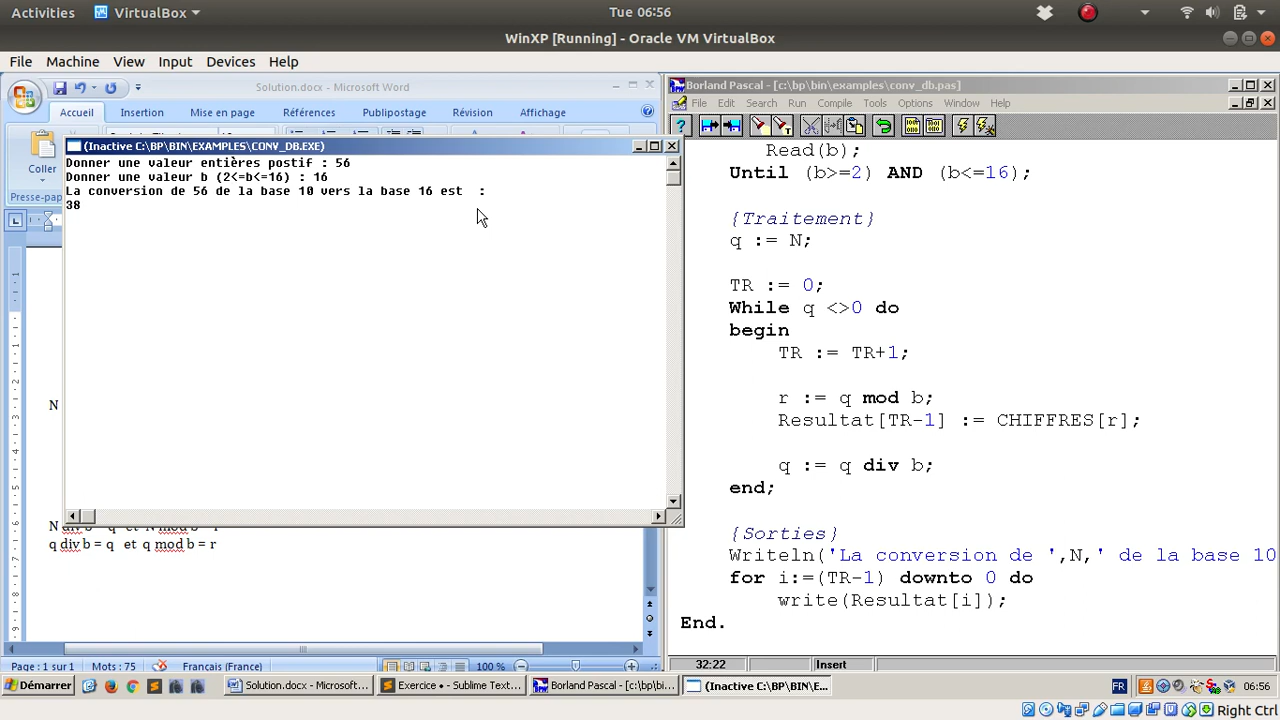 Activities VirtualBox Tue 06:56
WinXP [Running] - Oracle VM VirtualBox
File Machine View Input Devices Help
Solution.docx - Microsoft Word
Accueil Insertion Mise en page Références Publipostage Révision Affichage
Coller
Presse-pap
(Inactive C:\BP\BIN\EXAMPLES\CONV_DB.EXE)
Donner une valeur entières postif : 56
Donner une valeur b (2<=b<=16) : 16
La conversion de 56 de la base 10 vers la base 16 est :
38
N
N div b = q et N mod b = r
q div b = q et q mod b = r
Page : 1 sur 1 Mots : 75 Français (France) 100 %
Borland Pascal - [c:\bp\bin\examples\conv_db.pas]
File Edit Search Run Compile Tools Options Window Help
Read(b);
Until (b>=2) AND (b<=16);
{Traitement}
q := N;
TR := 0;
While q <>0 do
begin
TR := TR+1;
r := q mod b;
Resultat[TR-1] := CHIFFRES[r];
q := q div b;
end;
{Sorties}
Writeln('La conversion de ',N,' de la base 10
for i:=(TR-1) downto 0 do
write(Resultat[i]);
End.
32:22 Insert
Démarrer Solution.docx - Microsoft... Exercice • - Sublime Text... Borland Pascal - [c:\bp\bi... (Inactive C:\BP\BIN\E... FR 06:56
Right Ctrl